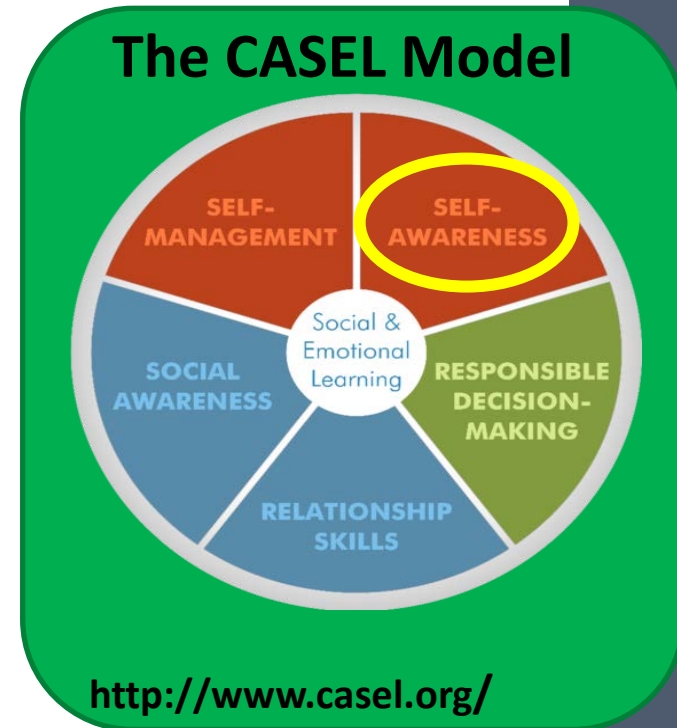 The CASEL Model
SELF-
MANAGEMENT
SELF-
AWARENESS
Social &
Emotional
Learning
SOCIAL
AWARENESS
RESPONSIBLE
DECISION-
MAKING
RELATIONSHIP
SKILLS
http://www.casel.org/